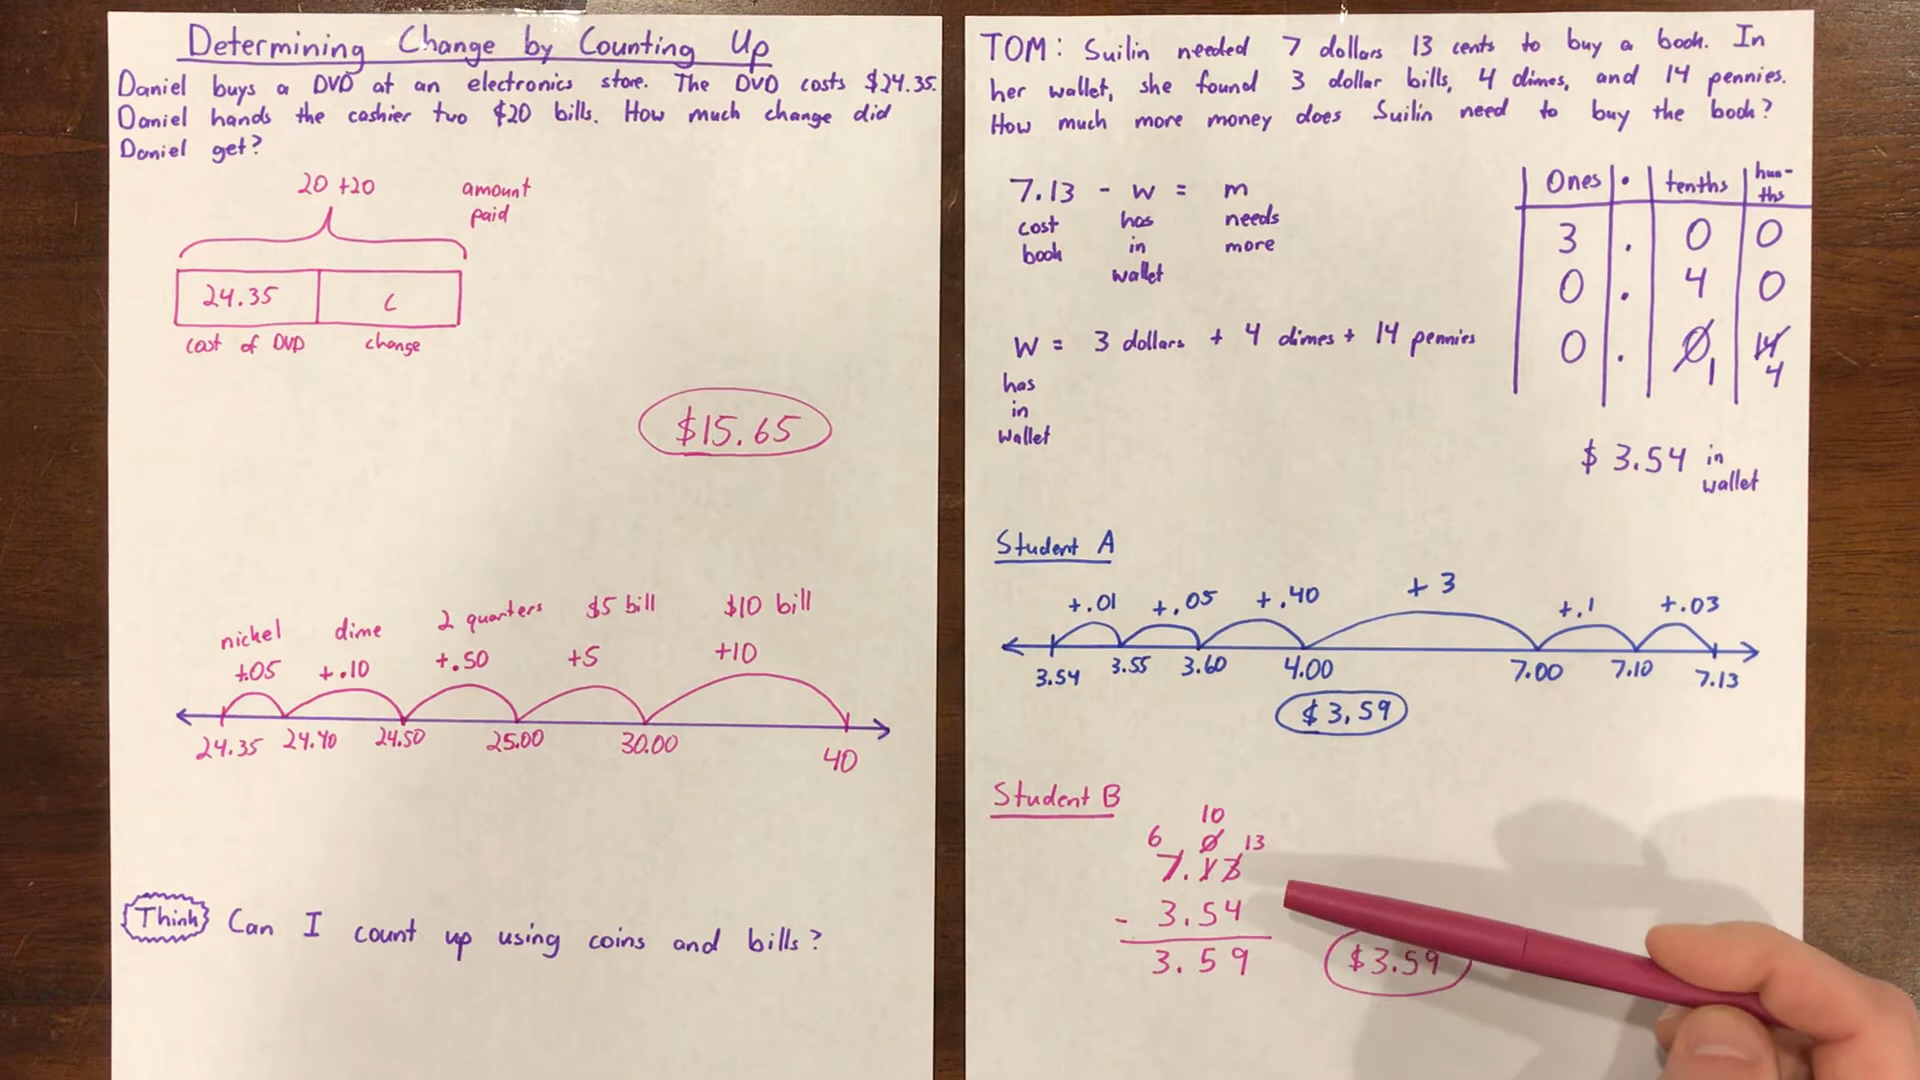 Determining Change by Counting Up
Daniel buys a DVD at an electronics store. The DVD costs $24.35.
Daniel hands the cashier two $20 bills. How much change did
Daniel get?
20 +20
amount
paid
24.35
c
cost of DVD
change
$15.65
nickel
dime
2 quarters
$5 bill
$10 bill
+.05
+.10
+.50
+5
+10
24.35
24.40
24.50
25.00
30.00
40
Think
Can I count up using coins and bills?
TOM: Suilin needed 7 dollars 13 cents to buy a book. In
her wallet, she found 3 dollar bills, 4 dimes, and 14 pennies.
How much more money does Suilin need to buy the book?
7.13 - w = m
cost
book
has
in
wallet
needs
more
Ones . tenths hun-
ths
3 . 0 0
0 . 4 0
0 . 0 14
1 4
W = 3 dollars + 4 dimes + 14 pennies
has
in
wallet
$ 3.54 in
wallet
Student A
+.01
+.05
+.40
+3
+.1
+.03
3.54
3.55
3.60
4.00
7.00
7.10
7.13
$3.59
Student B
10
6 0 13
7.13
- 3.54
3.59
$3.59